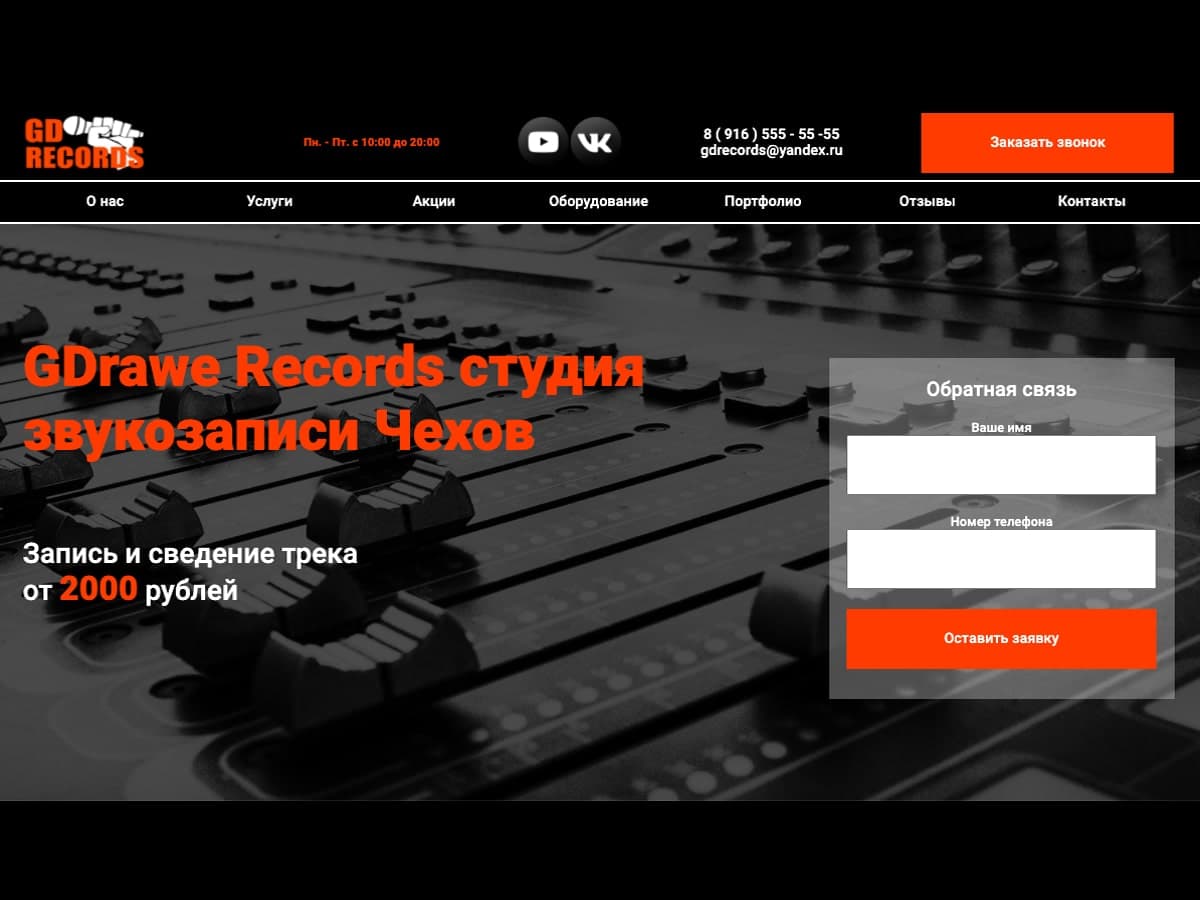 GD
RECORDS
Пн. - Пт. с 10:00 до 20:00
8 ( 916 ) 555 - 55 -55
gdrecords@yandex.ru
Заказать звонок
О нас
Услуги
Акции
Оборудование
Портфолио
Отзывы
Контакты
GDrawe Records студия
звукозаписи Чехов
Запись и сведение трека
от 2000 рублей
Обратная связь
Ваше имя
Номер телефона
Оставить заявку